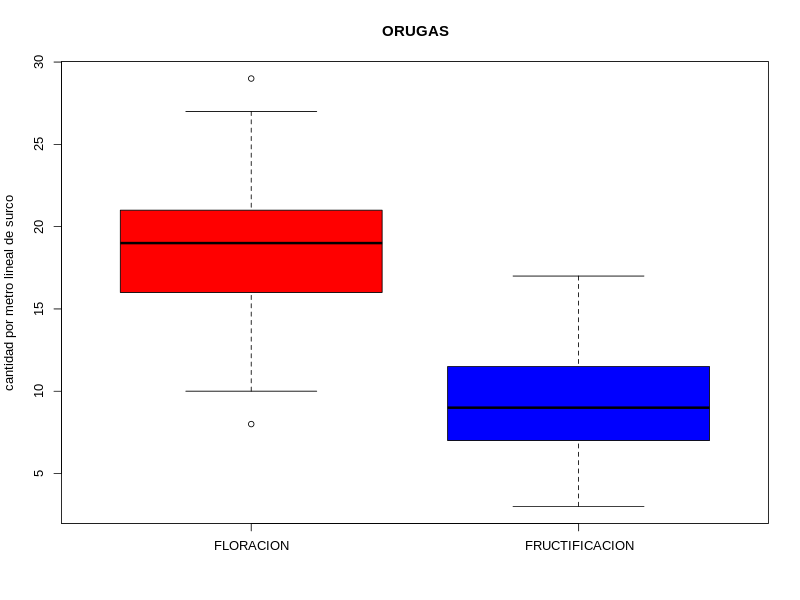 ORUGAS
cantidad por metro lineal de surco
30
25
20
15
10
5
FLORACION
FRUCTIFICACION